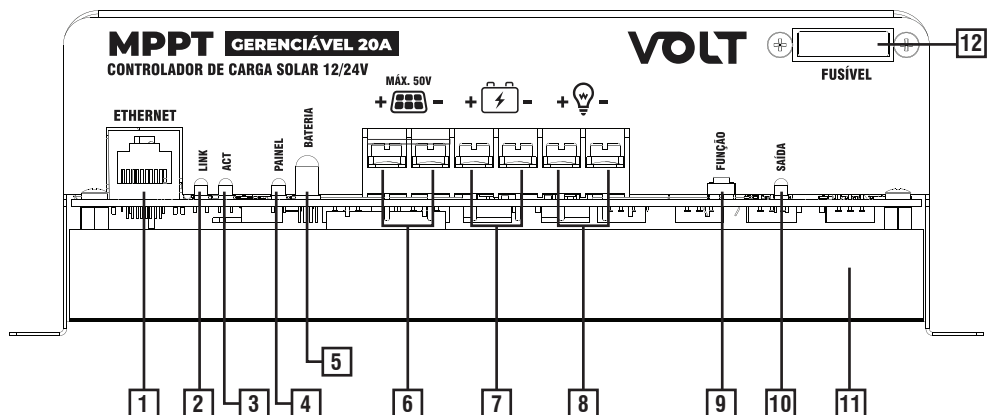 MPPT GERENCIÁVEL 20A
CONTROLADOR DE CARGA SOLAR 12/24V
VOLT
12
FUSÍVEL
MÁX. 50V
+ - + - + -
ETHERNET
LINK
ACT
PAINEL
BATERIA
FUNÇÃO
SAÍDA
5
1 2 3 4 6 7 8 9 10 11